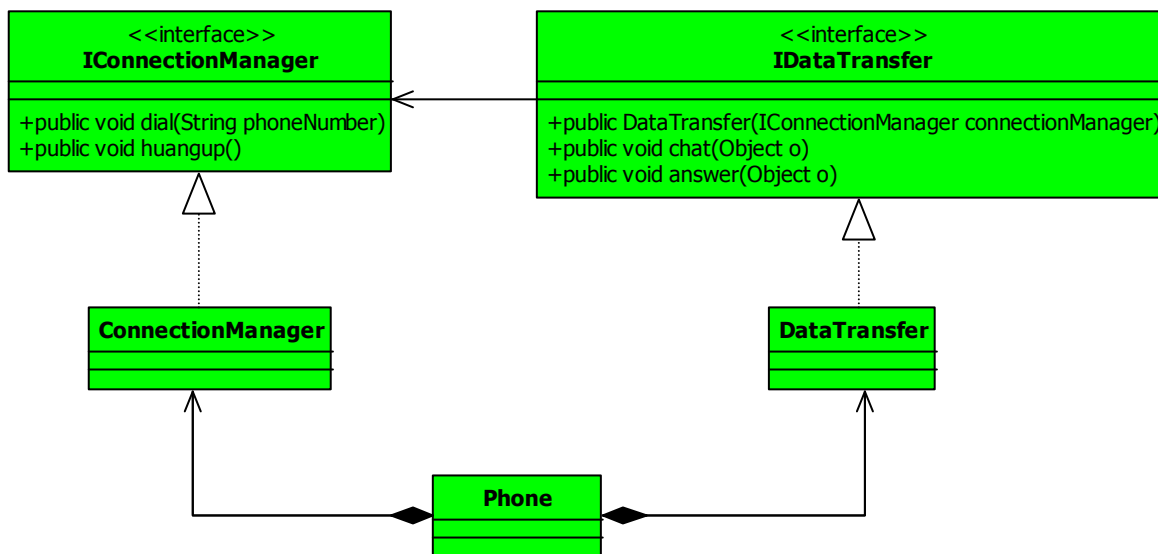 <<interface>>
IConnectionManager
+public void dial(String phoneNumber)
+public void huangup()
<<interface>>
IDataTransfer
+public DataTransfer(IConnectionManager connectionManager)
+public void chat(Object o)
+public void answer(Object o)
ConnectionManager
DataTransfer
Phone